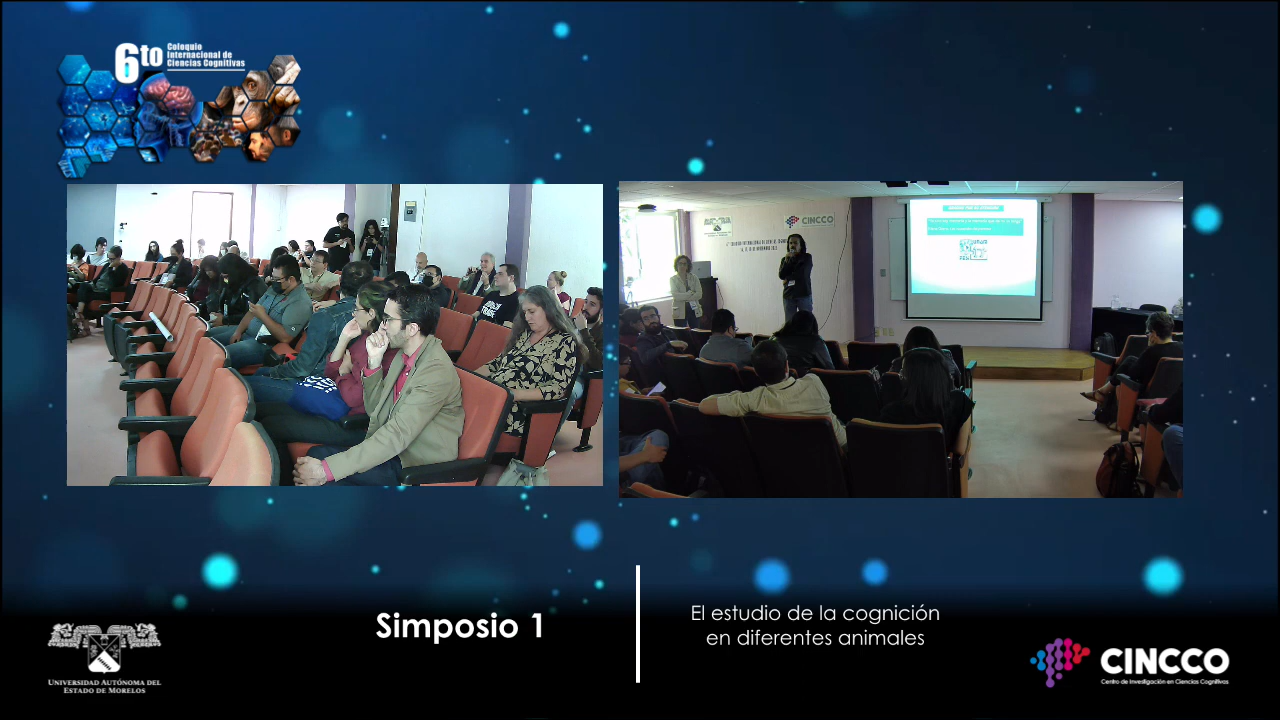 6to
Coloquio
Internacional de
Ciencias Cognitivas
CINCCO
Simposio 1
El estudio de la cognición
en diferentes animales
UNIVERSIDAD AUTÓNOMA DEL
ESTADO DE MORELOS
CINCCO
Centro de Investigación en Ciencias Cognitivas